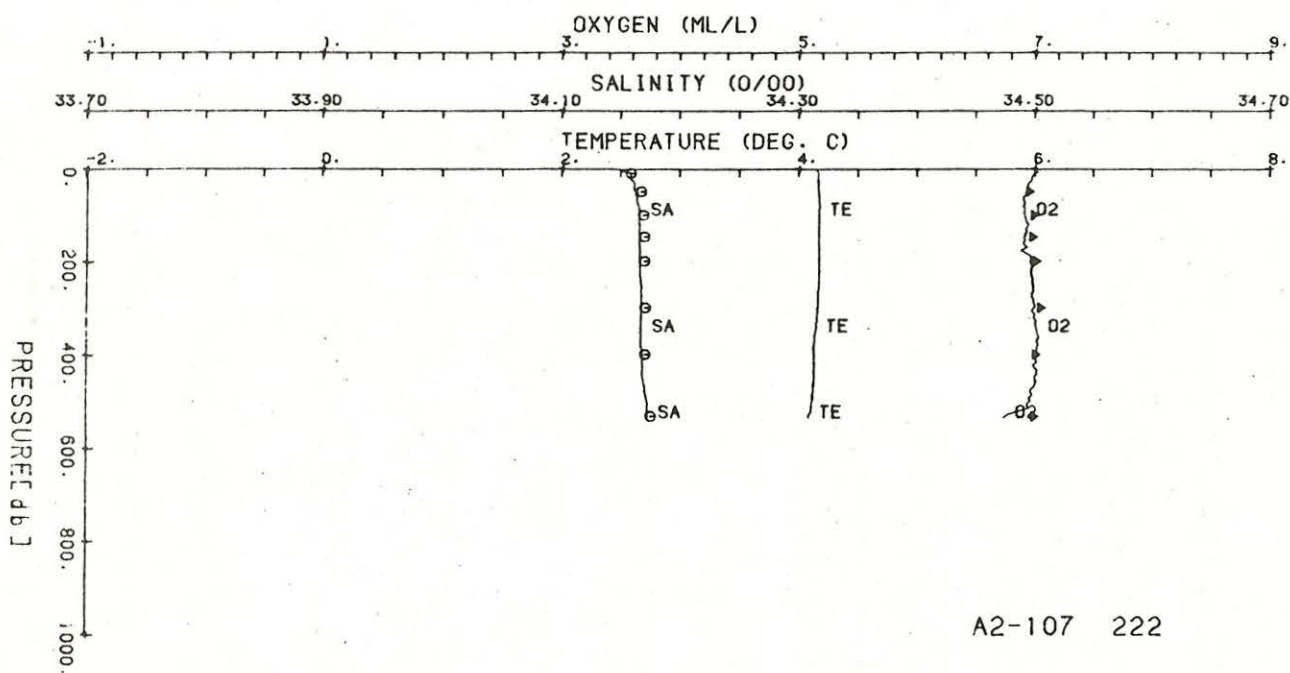 OXYGEN (ML/L)
-1. 1. 3. 5. 7. 9.
SALINITY (0/00)
33.70 33.90 34.10 34.30 34.50 34.70
TEMPERATURE (DEG. C)
-2. 0. 2. 4. 6. 8.
0.
SA TE O2
200.
SA TE O2
400.
SA TE O2
600.
800.
1000.
PRESSURE[db]
A2-107 222